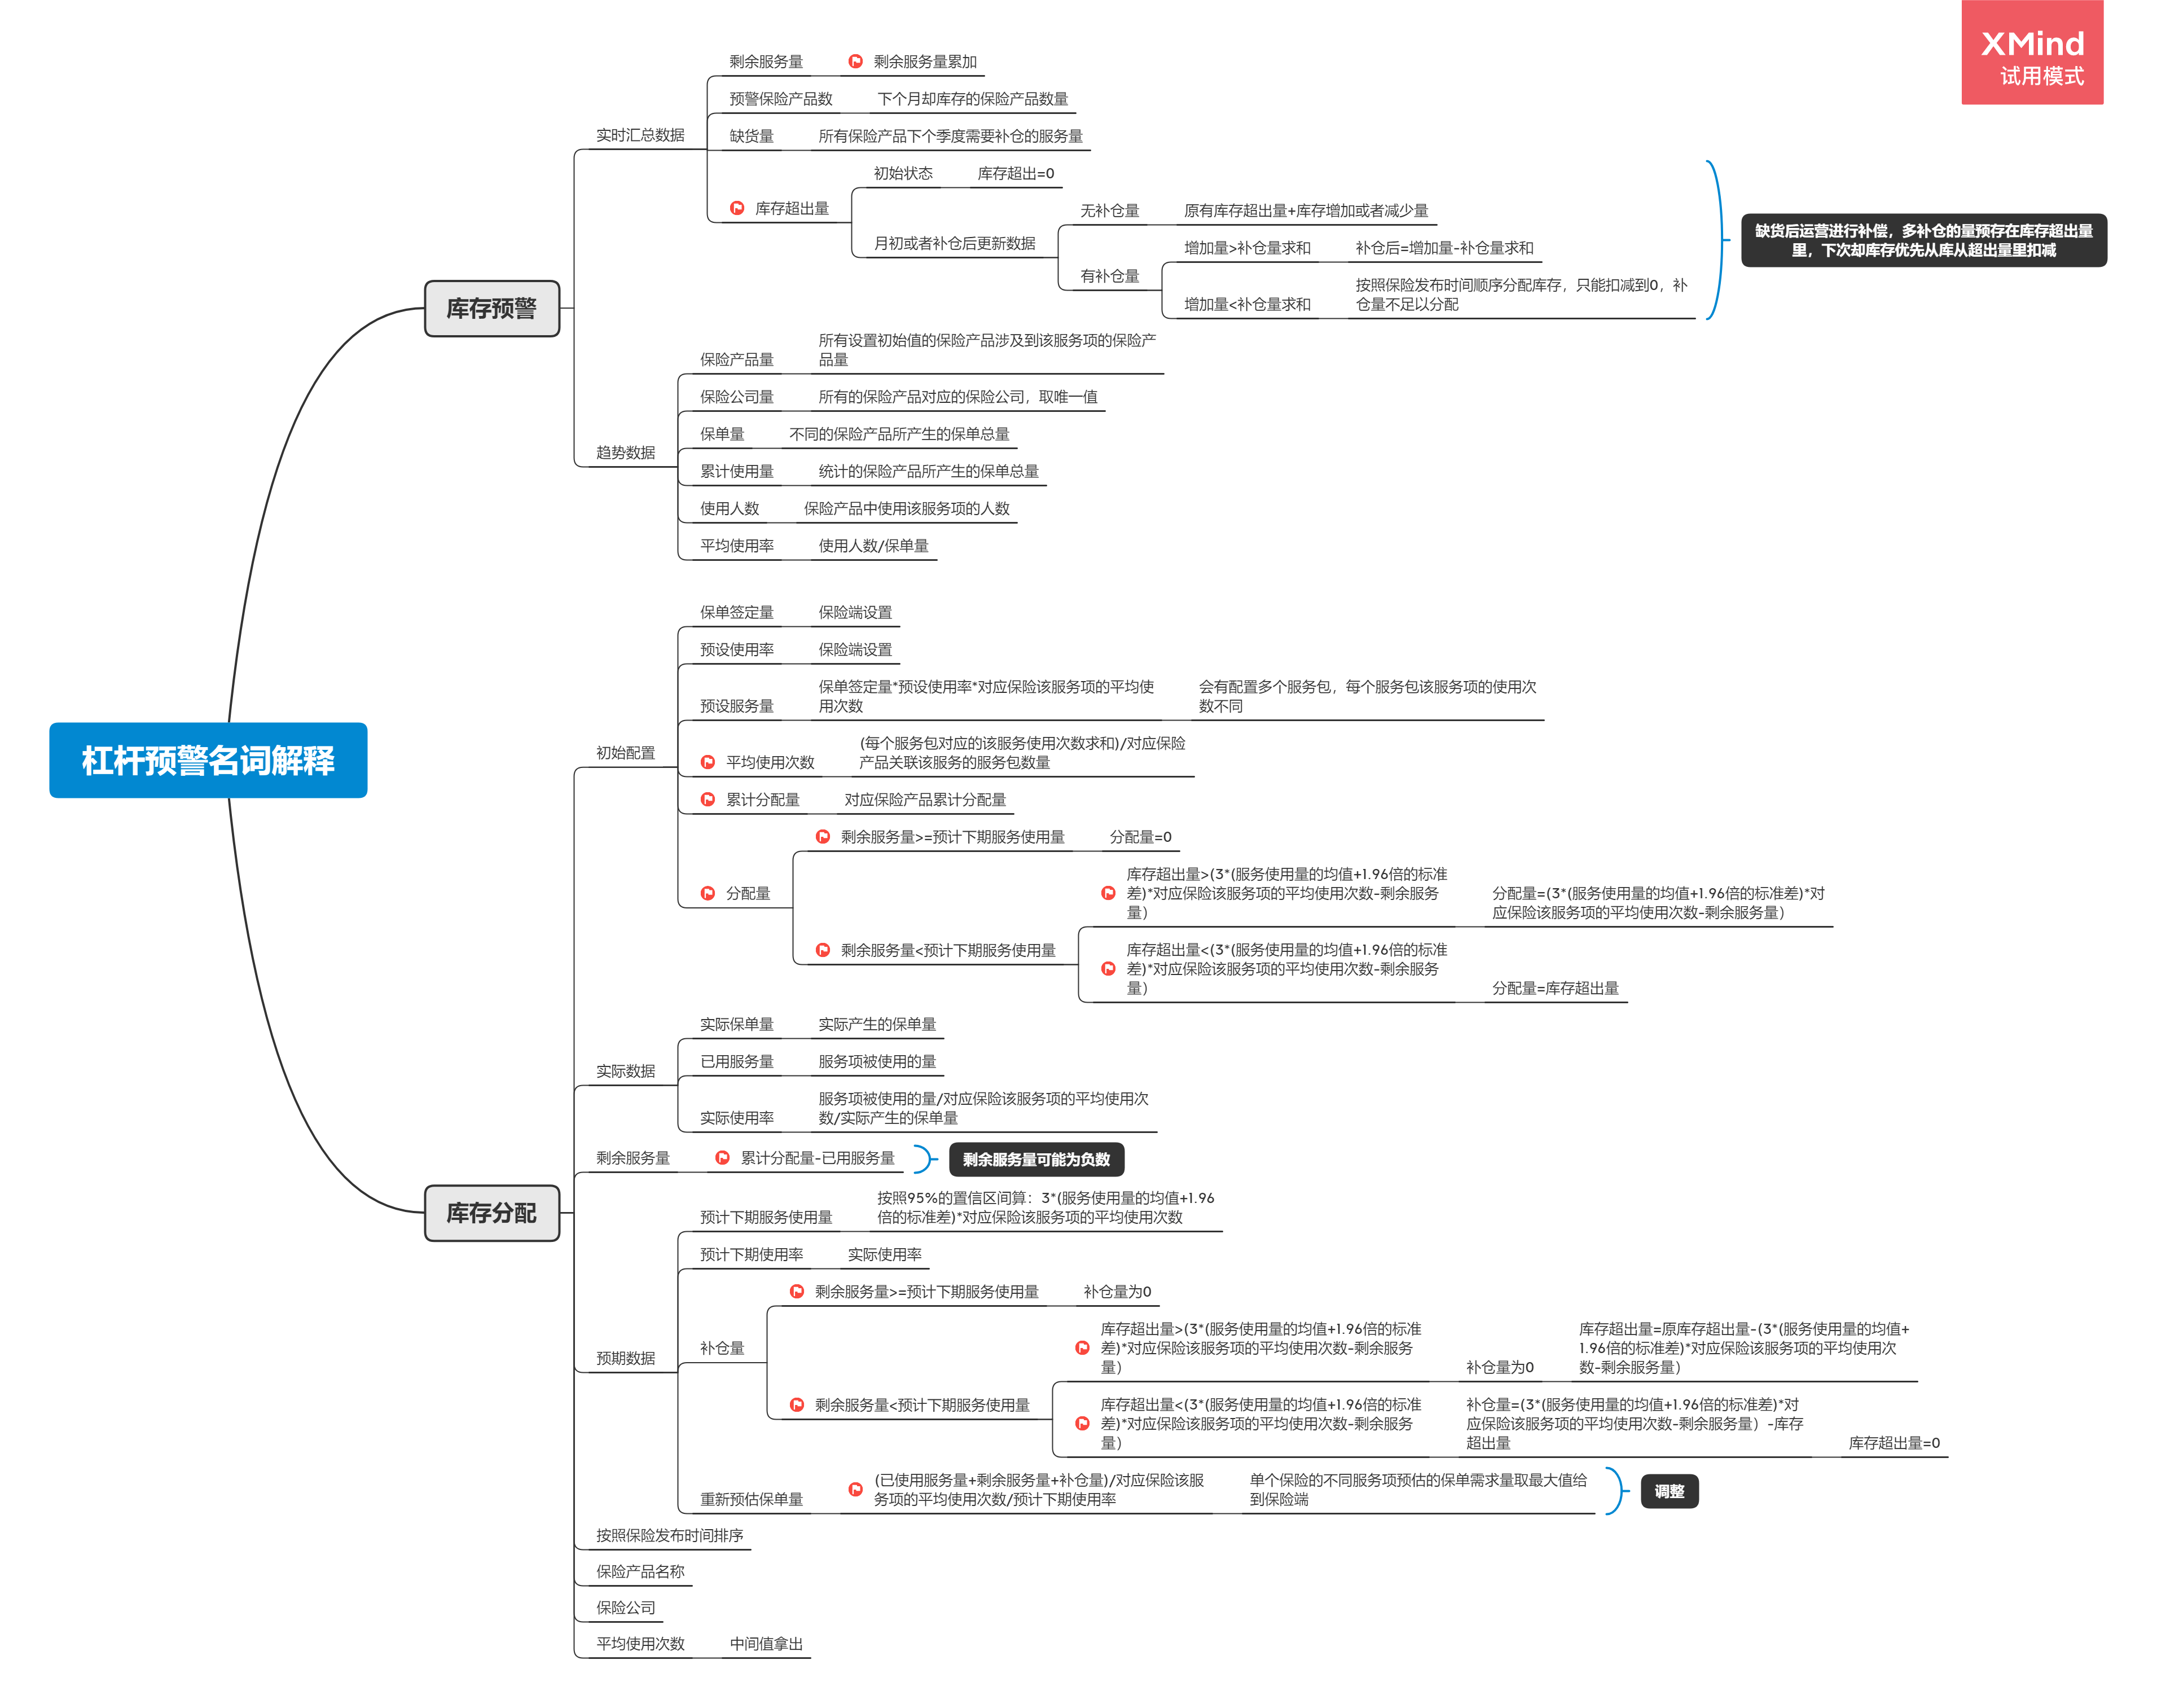 XMind
试用模式
杠杆预警名词解释
库存预警
实时汇总数据
剩余服务量
剩余服务量累加
预警保险产品数
下个月却库存的保险产品数量
缺货量
所有保险产品下个季度需要补仓的服务量
库存超出量
初始状态
库存超出=0
月初或者补仓后更新数据
无补仓量
原有库存超出量+库存增加或者减少量
有补仓量
增加量>补仓量求和
补仓后=增加量-补仓量求和
增加量<补仓量求和
按照保险发布时间顺序分配库存，只能扣减到0，补
仓量不足以分配
缺货后运营进行补偿，多补仓的量预存在库存超出量
里，下次却库存优先从库从超出量里扣减
趋势数据
保险产品量
所有设置初始值的保险产品涉及到该服务项的保险产
品量
保险公司量
所有的保险产品对应的保险公司，取唯一值
保单量
不同的保险产品所产生的保单总量
累计使用量
统计的保险产品所产生的保单总量
使用人数
保险产品中使用该服务项的人数
平均使用率
使用人数/保单量
库存分配
初始配置
保单签定量
保险端设置
预设使用率
保险端设置
预设服务量
保单签定量*预设使用率*对应保险该服务项的平均使
用次数
会有配置多个服务包，每个服务包该服务项的使用次
数不同
平均使用次数
(每个服务包对应的该服务使用次数求和)/对应保险
产品关联该服务的服务包数量
累计分配量
对应保险产品累计分配量
分配量
剩余服务量>=预计下期服务使用量
分配量=0
剩余服务量<预计下期服务使用量
库存超出量>(3*(服务使用量的均值+1.96倍的标准
差)*对应保险该服务项的平均使用次数-剩余服务
量）
分配量=(3*(服务使用量的均值+1.96倍的标准差)*对
应保险该服务项的平均使用次数-剩余服务量）
库存超出量<(3*(服务使用量的均值+1.96倍的标准
差)*对应保险该服务项的平均使用次数-剩余服务
量）
分配量=库存超出量
实际数据
实际保单量
实际产生的保单量
已用服务量
服务项被使用的量
实际使用率
服务项被使用的量/对应保险该服务项的平均使用次
数/实际产生的保单量
剩余服务量
累计分配量-已用服务量
剩余服务量可能为负数
预期数据
预计下期服务使用量
按照95%的置信区间算：3*(服务使用量的均值+1.96
倍的标准差)*对应保险该服务项的平均使用次数
预计下期使用率
实际使用率
补仓量
剩余服务量>=预计下期服务使用量
补仓量为0
剩余服务量<预计下期服务使用量
库存超出量>(3*(服务使用量的均值+1.96倍的标准
差)*对应保险该服务项的平均使用次数-剩余服务
量）
补仓量为0
库存超出量=原库存超出量-(3*(服务使用量的均值+
1.96倍的标准差)*对应保险该服务项的平均使用次
数-剩余服务量）
库存超出量<(3*(服务使用量的均值+1.96倍的标准
差)*对应保险该服务项的平均使用次数-剩余服务
量）
补仓量=(3*(服务使用量的均值+1.96倍的标准差)*对
应保险该服务项的平均使用次数-剩余服务量）-库存
超出量
库存超出量=0
重新预估保单量
(已使用服务量+剩余服务量+补仓量)/对应保险该服
务项的平均使用次数/预计下期使用率
单个保险的不同服务项预估的保单需求量取最大值给
到保险端
调整
按照保险发布时间排序
保险产品名称
保险公司
平均使用次数
中间值拿出